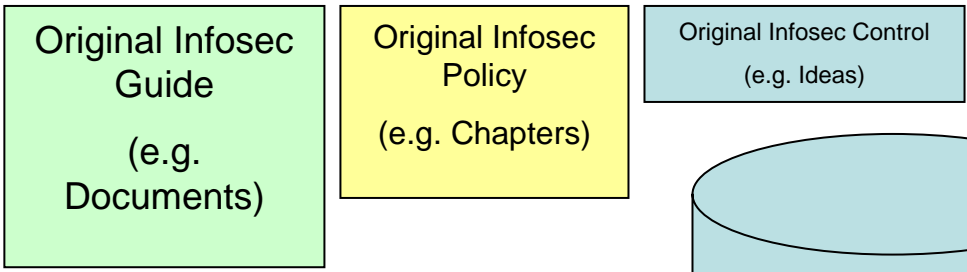 Original Infosec
Guide
(e.g.
Documents)
Original Infosec
Policy
(e.g. Chapters)
Original Infosec Control
(e.g. Ideas)